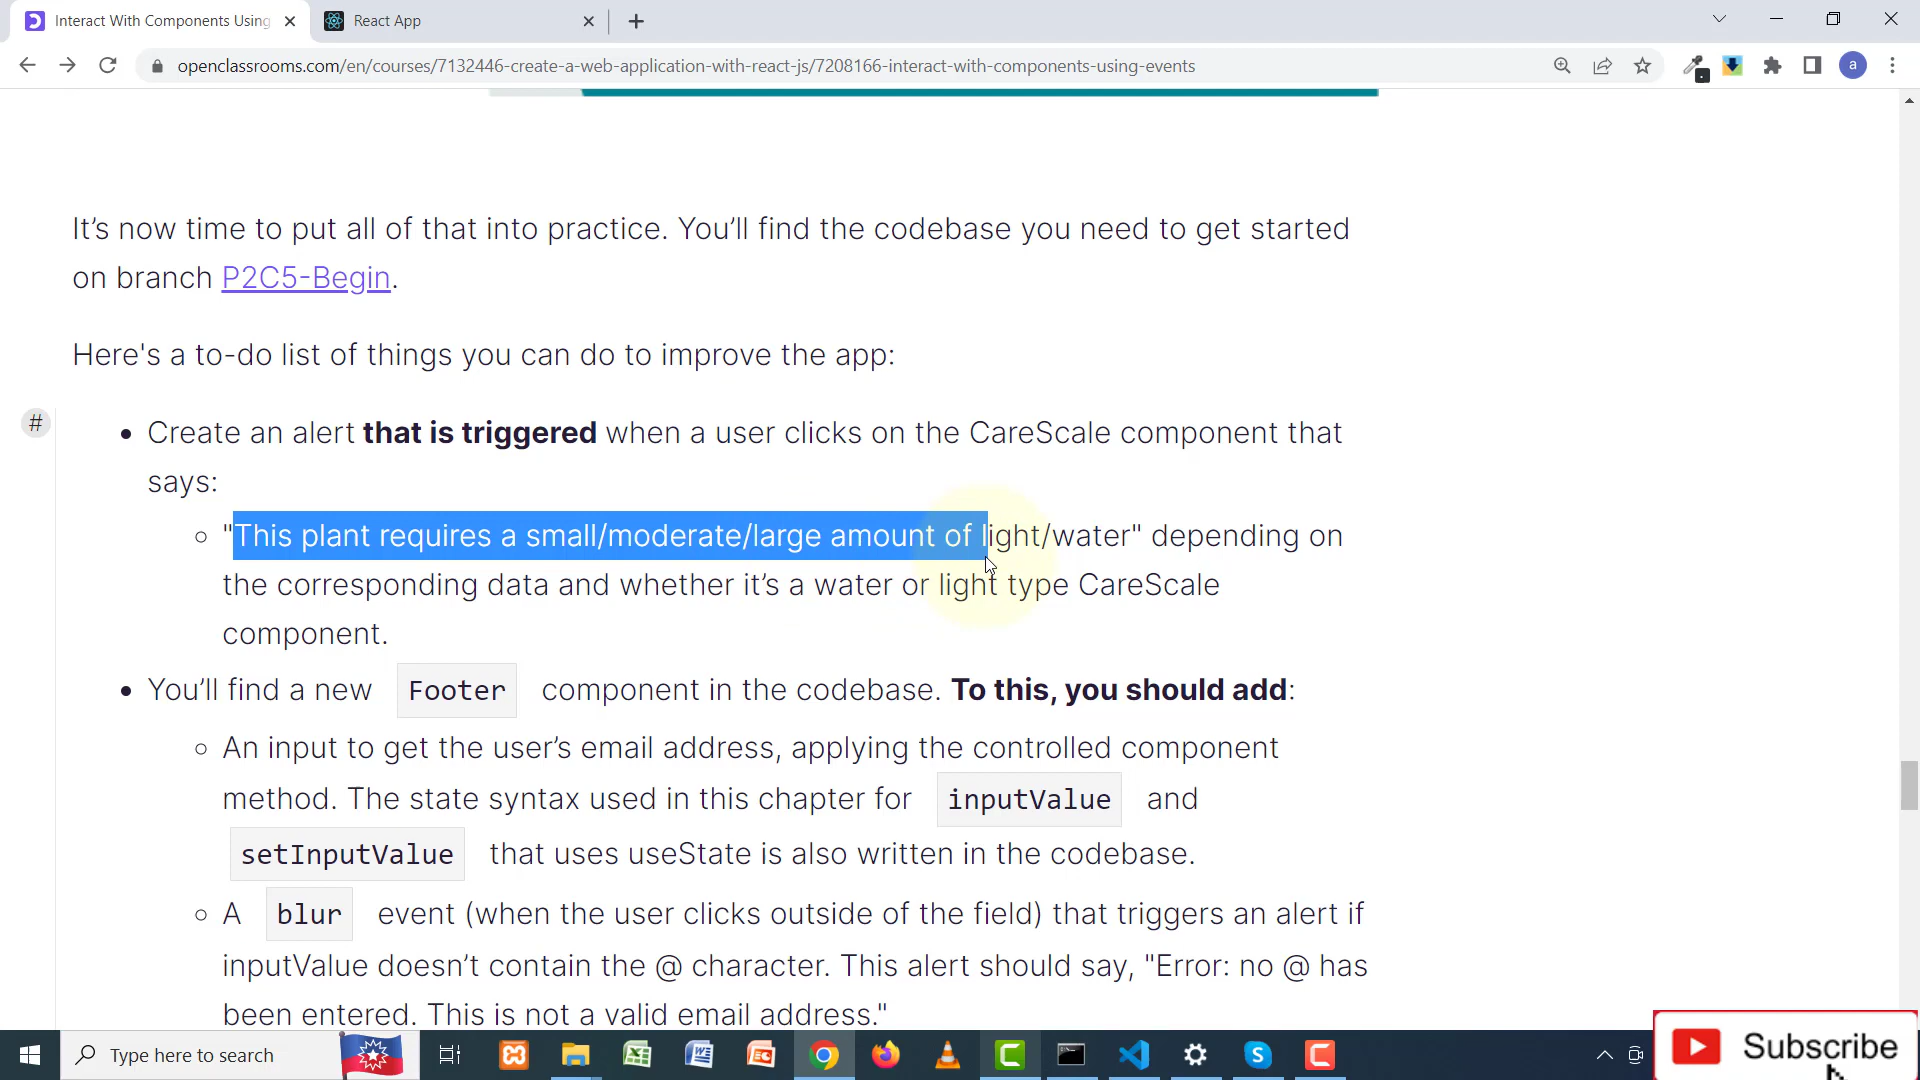 Interact With Components Using
React App
openclassrooms.com/en/courses/7132446-create-a-web-application-with-react-js/7208166-interact-with-components-using-events
a
It’s now time to put all of that into practice. You’ll find the codebase you need to get started
on branch P2C5-Begin.
Here's a to-do list of things you can do to improve the app:
#
• Create an alert that is triggered when a user clicks on the CareScale component that
says:
"This plant requires a small/moderate/large amount of light/water" depending on
the corresponding data and whether it’s a water or light type CareScale
component.
• You’ll find a new Footer component in the codebase. To this, you should add:
An input to get the user’s email address, applying the controlled component
method. The state syntax used in this chapter for inputValue and
setInputValue that uses useState is also written in the codebase.
A blur event (when the user clicks outside of the field) that triggers an alert if
inputValue doesn’t contain the @ character. This alert should say, "Error: no @ has
been entered. This is not a valid email address."
Type here to search
Subscribe